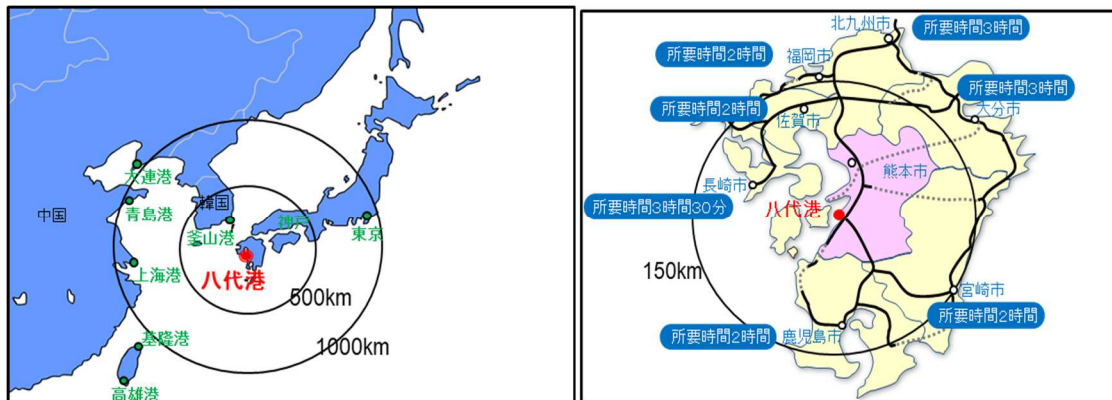 大連港
中国
青島港
韓国
釜山港
神戸
東京
上海港
八代港
500km
1000km
基隆港
高雄港
北九州市
所要時間3時間
所要時間2時間
福岡市
所要時間3時間
所要時間2時間
大分市
佐賀市
熊本市
長崎市
所要時間3時間30分
八代港
150km
宮崎市
所要時間2時間
所要時間2時間
鹿児島市